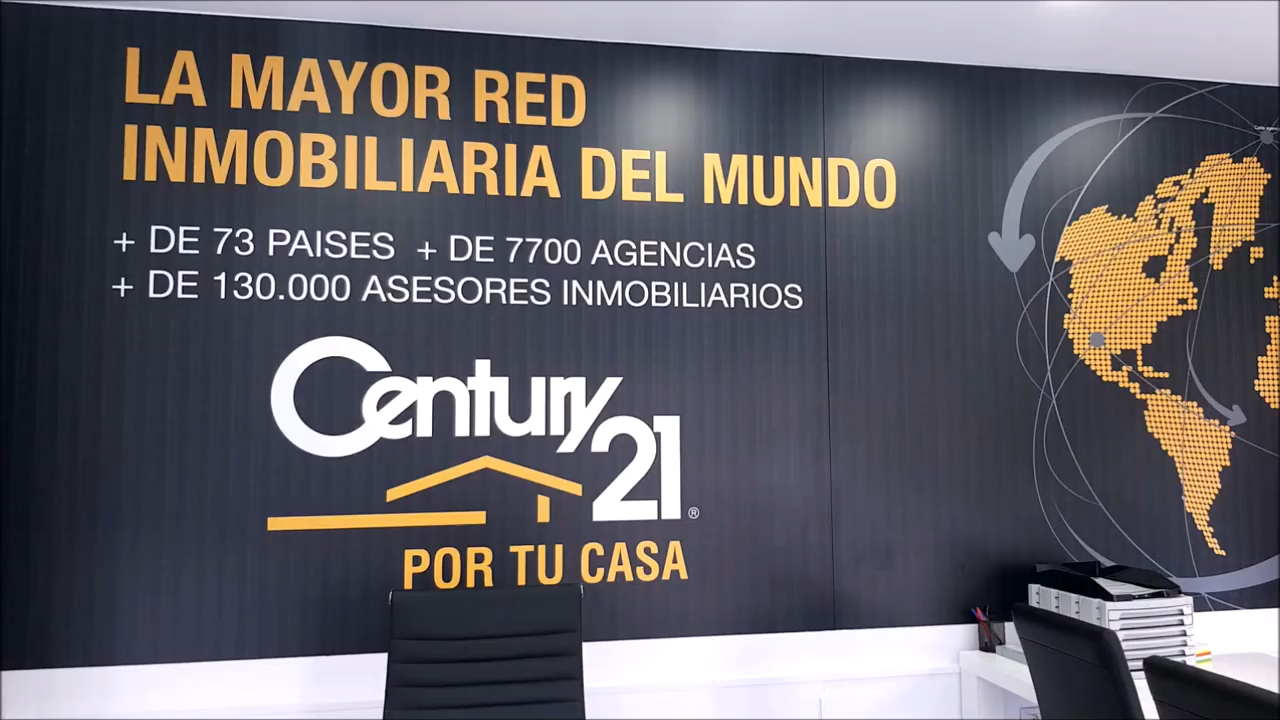 LA MAYOR RED
INMOBILIARIA DEL MUNDO
+ DE 73 PAISES + DE 7700 AGENCIAS
+ DE 130.000 ASESORES INMOBILIARIOS
Century
21®
POR TU CASA